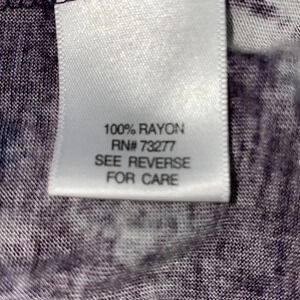 100% RAYON
RN# 73277
SEE REVERSE
FOR CARE